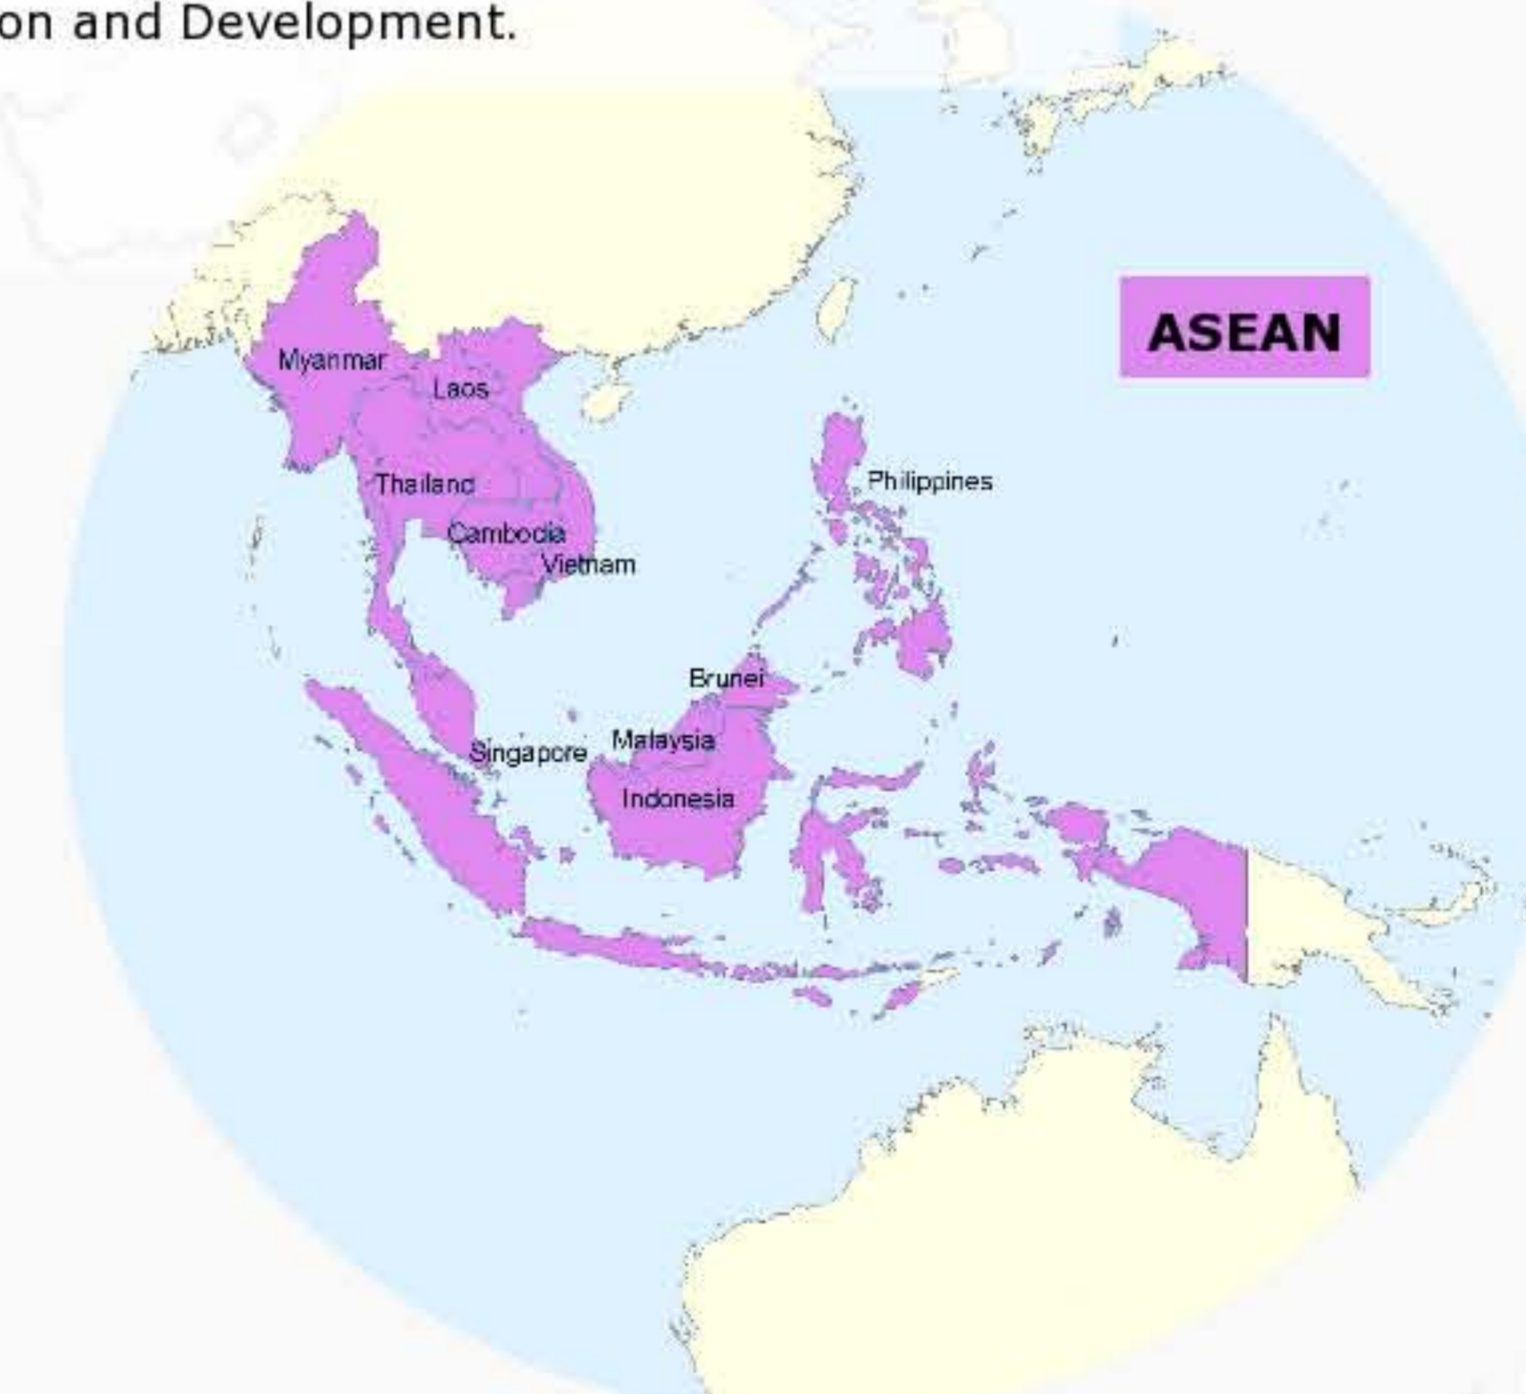 on and Development.
ASEAN
Myanmar
Laos
Thailand
Philippines
Cambodia
Vietnam
Brunei
Malaysia
Singapore
Indonesia